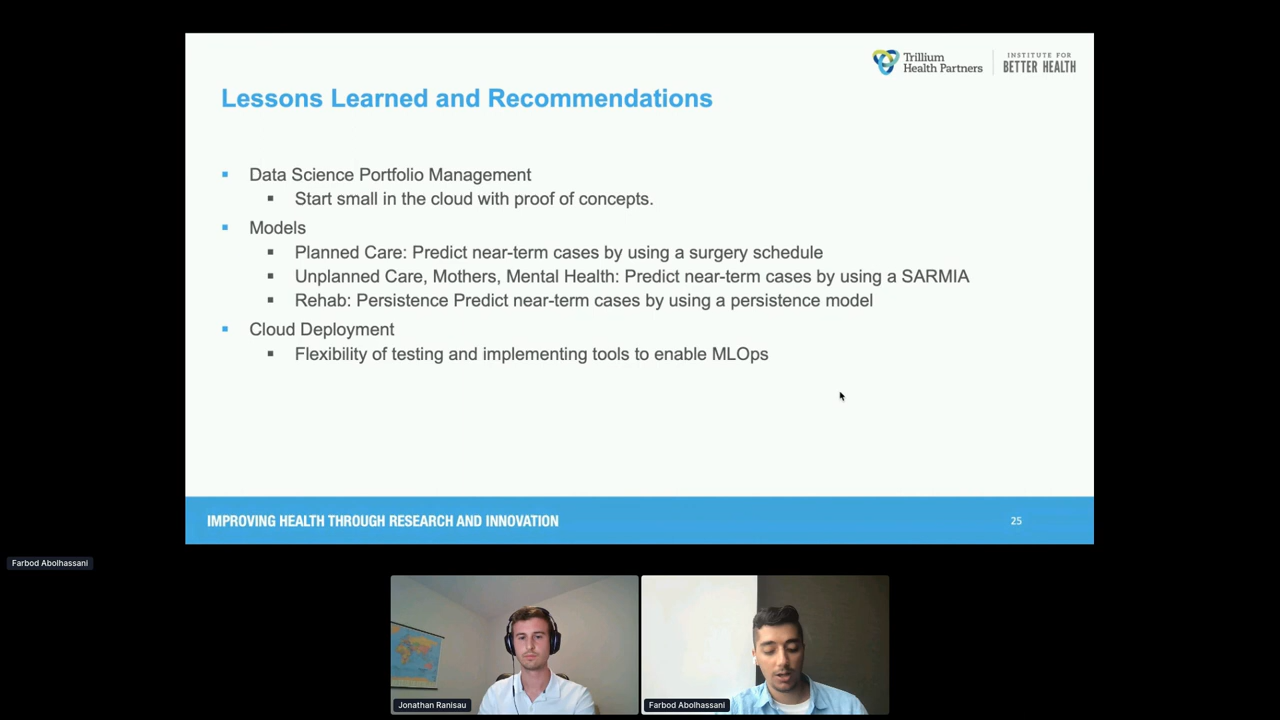 Trillium
Health Partners
INSTITUTE FOR
BETTER HEALTH
Lessons Learned and Recommendations
▪ Data Science Portfolio Management
▪ Start small in the cloud with proof of concepts.
▪ Models
▪ Planned Care: Predict near-term cases by using a surgery schedule
▪ Unplanned Care, Mothers, Mental Health: Predict near-term cases by using a SARMIA
▪ Rehab: Persistence Predict near-term cases by using a persistence model
▪ Cloud Deployment
▪ Flexibility of testing and implementing tools to enable MLOps
IMPROVING HEALTH THROUGH RESEARCH AND INNOVATION
25
Farbod Abolhassani
Jonathan Ranisau
Farbod Abolhassani